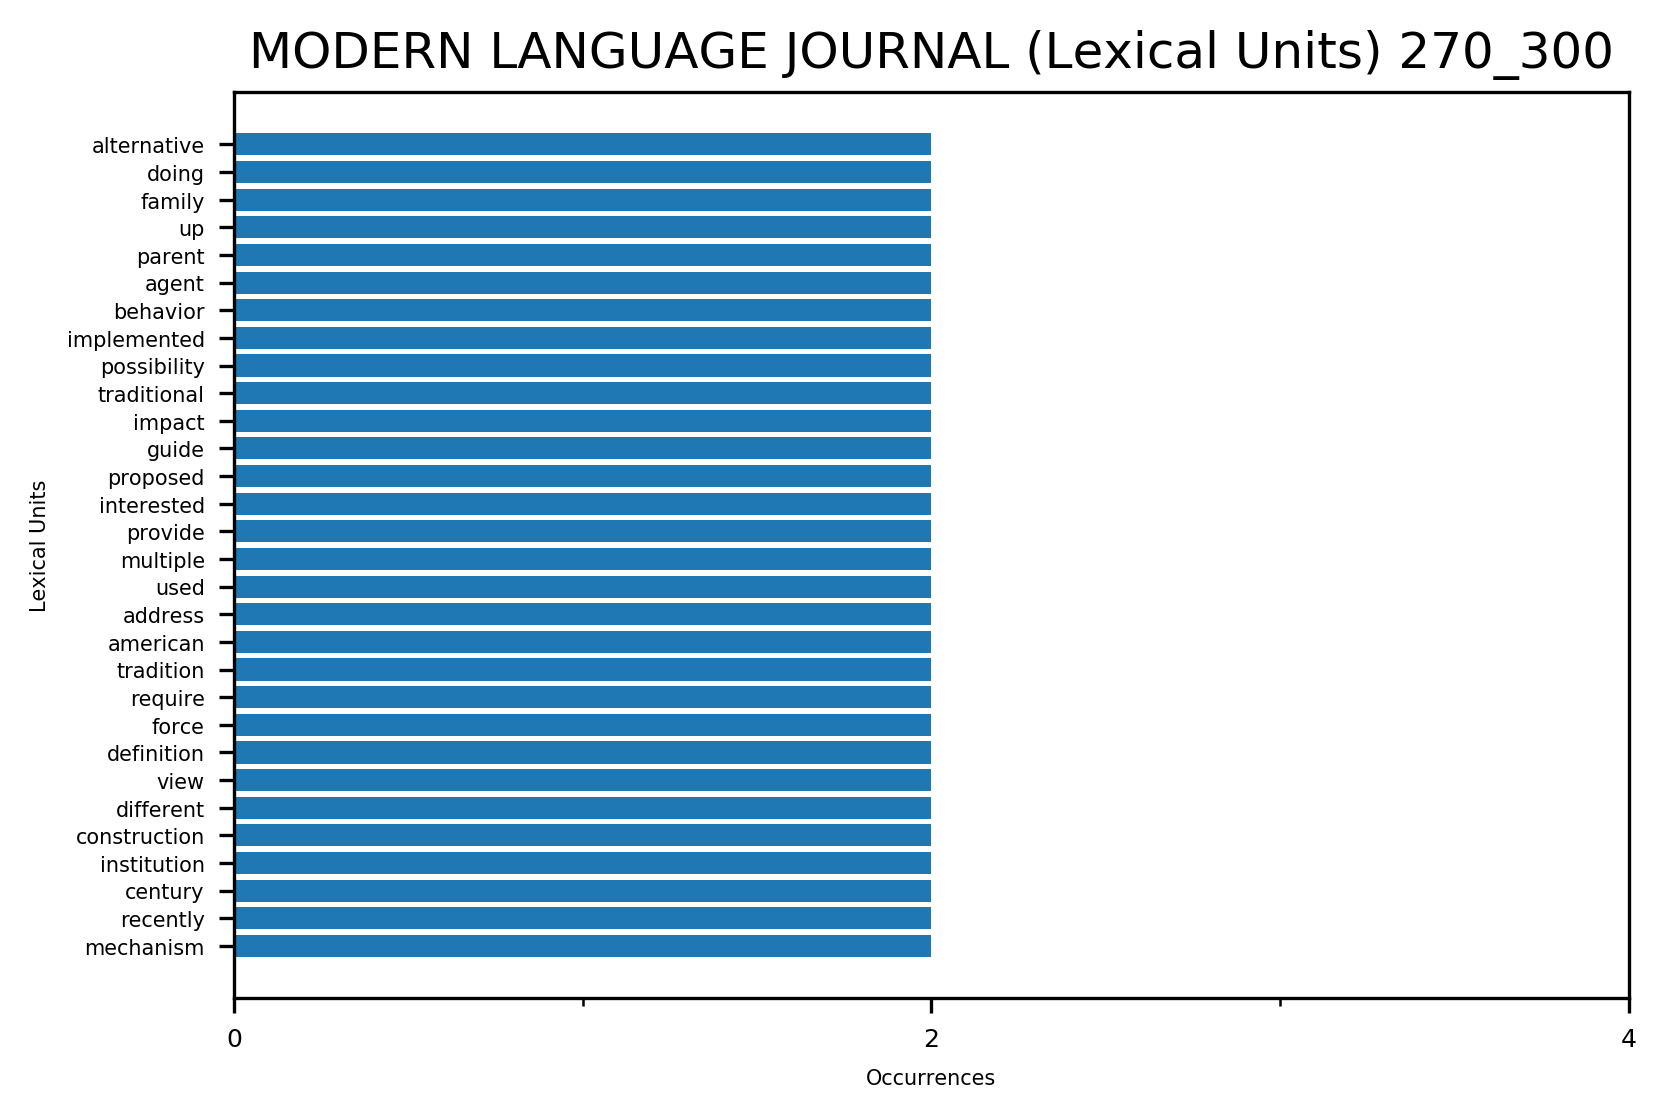 MODERN LANGUAGE JOURNAL (Lexical Units) 270_300
alternative
doing
family
up
parent
agent
behavior
implemented
possibility
traditional
impact
guide
proposed
interested
provide
multiple
used
address
american
tradition
require
force
definition
view
different
construction
institution
century
recently
mechanism
Lexical Units
0 2 4
Occurrences